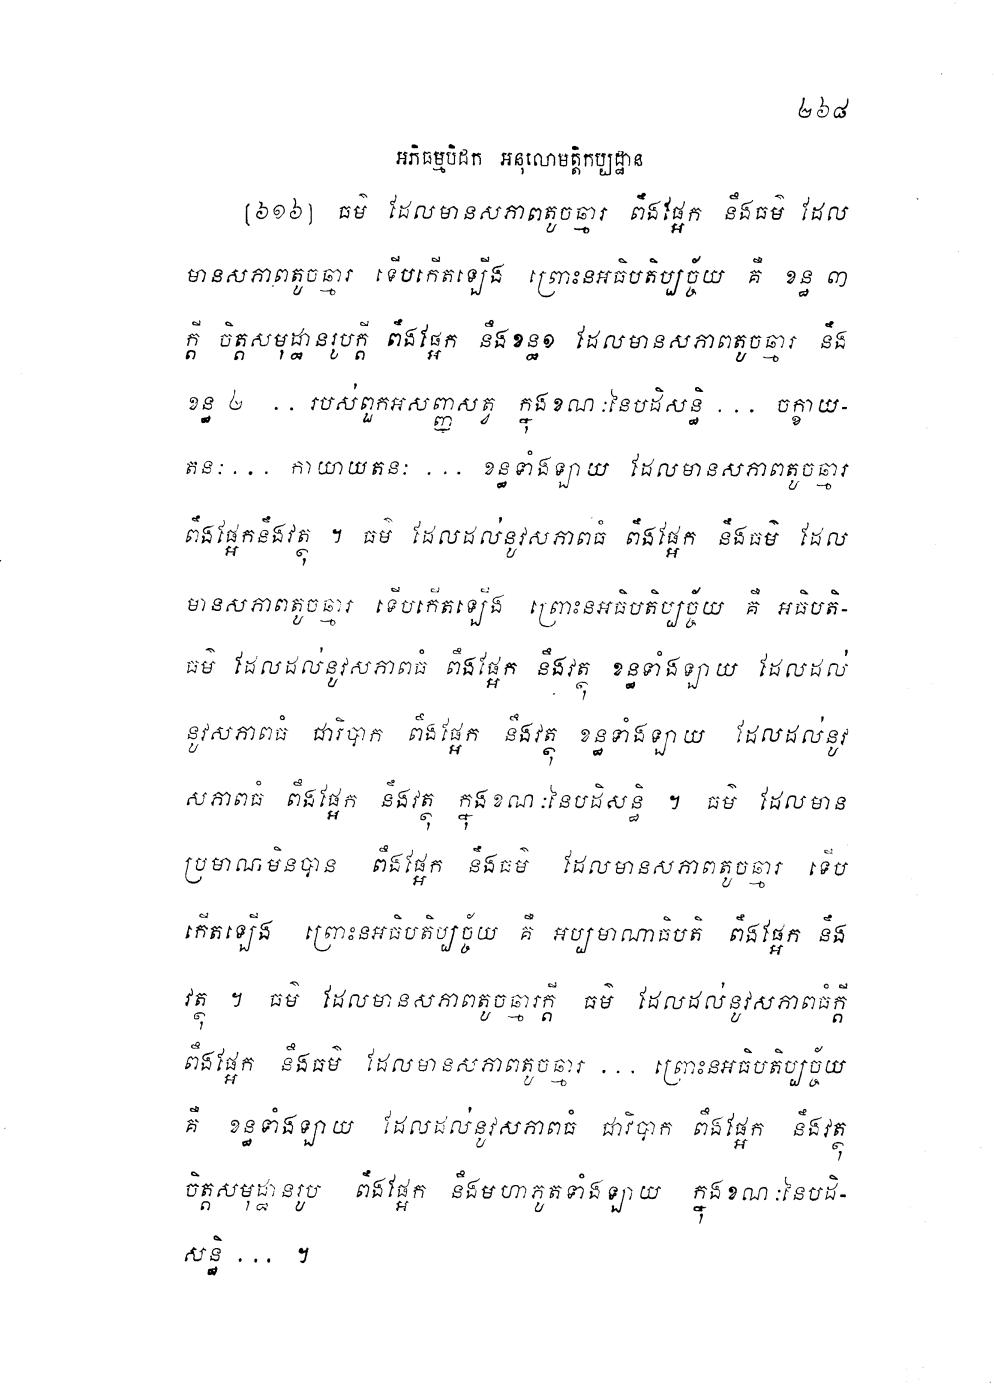 ២៦៨
អភិធម្មបិដក អនុលោមត្តិកប្បដ្ឋាន
(៦១៦) ធម៌ ដែលមានសភាពតូចឆ្មារ ពឹងផ្អែក នឹងធម៌ ដែល
មានសភាពតូចឆ្មារ ទើបកើតឡើង ព្រោះនអធិបតិប្បច្ច័យ គឺ ខន្ធ ៣
ក្តី ចិត្តសមុដ្ឋានរូបក្តី ពឹងផ្អែក នឹងខន្ធ១ ដែលមានសភាពតូចឆ្មារ នឹង
ខន្ធ ២ .. របស់ពួកអសញ្ញសត្វ ក្នុងខណៈនៃបដិសន្ធិ ... ចក្ខាយ-
តនៈ ... កាយាយតនៈ ... ខន្ធទាំងឡាយ ដែលមានសភាពតូចឆ្មារ
ពឹងផ្អែកនឹងវត្ថុ ។ ធម៌ ដែលដល់នូវសភាពធំ ពឹងផ្អែក នឹងធម៌ ដែល
មានសភាពតូចឆ្មារ ទើបកើតឡើង ព្រោះនអធិបតិប្បច្ច័យ គឺ អធិបតិ-
ធម៌ ដែលដល់នូវសភាពធំ ពឹងផ្អែក នឹងវត្ថុ ខន្ធទាំងឡាយ ដែលដល់
នូវសភាពធំ ជាវិបាក ពឹងផ្អែក នឹងវត្ថុ ខន្ធទាំងឡាយ ដែលដល់នូវ
សភាពធំ ពឹងផ្អែក នឹងវត្ថុ ក្នុងខណៈនៃបដិសន្ធិ ។ ធម៌ ដែលមាន
ប្រមាណមិនបាន ពឹងផ្អែក នឹងធម៌ ដែលមានសភាពតូចឆ្មារ ទើប
កើតឡើង ព្រោះនអធិបតិប្បច្ច័យ គឺ អប្បមាណាធិបតិ ពឹងផ្អែក នឹង
វត្ថុ ។ ធម៌ ដែលមានសភាពតូចឆ្មារក្តី ធម៌ ដែលដល់នូវសភាពធំក្តី
ពឹងផ្អែក នឹងធម៌ ដែលមានសភាពតូចឆ្មារ ... ព្រោះនអធិបតិប្បច្ច័យ
គឺ ខន្ធទាំងឡាយ ដែលដល់នូវសភាពធំ ជាវិបាក ពឹងផ្អែក នឹងវត្ថុ
ចិត្តសមុដ្ឋានរូប ពឹងផ្អែក នឹងមហាភូតទាំងឡាយ ក្នុងខណៈនៃបដិ-
សន្ធិ ... ។